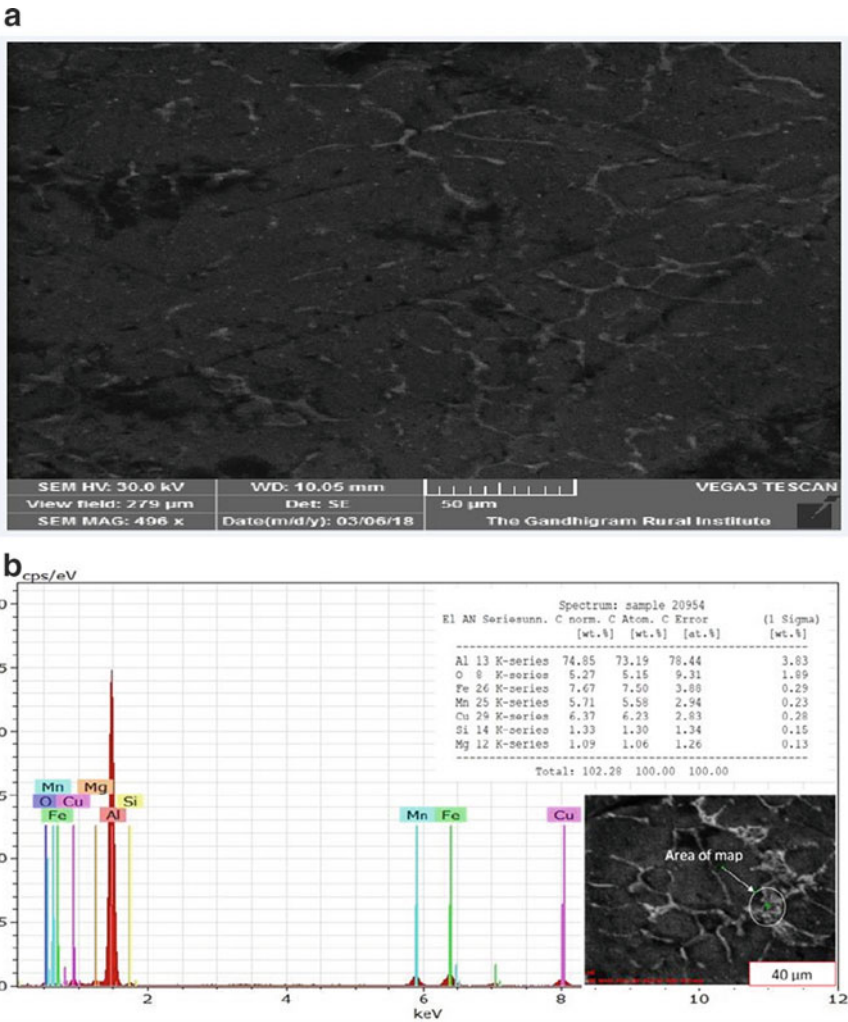 a
SEM HV: 30.0 kV WD: 10.05 mm VEGA3 TESCAN
View field: 279 μm Det: SE 50 μm
SEM MAG: 496 x Date(m/d/y): 03/06/18 The Gandhigram Rural Institute
b
cps/eV
Spectrum: sample 20954
El AN Seriesunn. C norm. C Atom. C Error (1 Sigma)
[wt.%] [wt.%] [at.%] [wt.%]
Al 13 K-series 74.85 73.19 78.44 3.83
O 8 K-series 5.27 5.15 9.31 1.89
Fe 26 K-series 7.67 7.50 3.88 0.29
Mn 25 K-series 5.71 5.58 2.94 0.23
Cu 29 K-series 6.37 6.23 2.83 0.28
Si 14 K-series 1.33 1.30 1.34 0.15
Mg 12 K-series 1.09 1.06 1.26 0.13
Total: 102.28 100.00 100.00
Mn Mg
O Cu Si
Fe Al
Mn Fe Cu
Area of map
40 μm
2 4 6 8 10 12
keV